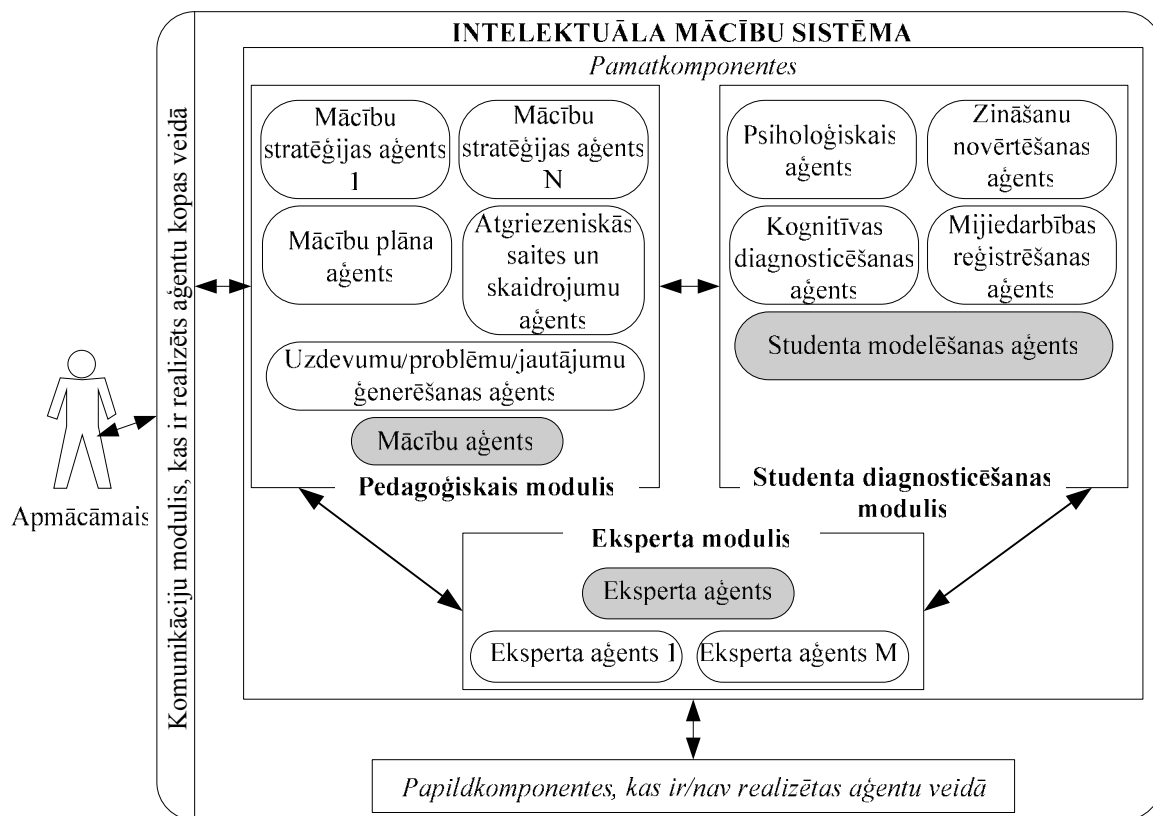 INTELEKTUĀLA MĀCĪBU SISTĒMA
Pamatkomponentes
Komunikāciju modulis, kas ir realizēts aģentu kopas veidā
Apmācāmais
Mācību
stratēģijas aģents
1
Mācību
stratēģijas aģents
N
Mācību plāna
aģents
Atgriezeniskās
saites un
skaidrojumu
aģents
Uzdevumu/problēmu/jautājumu
ģenerēšanas aģents
Mācību aģents
Pedagoģiskais modulis
Psiholoģiskais
aģents
Zināšanu
novērtēšanas
aģents
Kognitīvas
diagnosticēšanas
aģents
Mijiedarbības
reģistrēšanas
aģents
Studenta modelēšanas aģents
Studenta diagnosticēšanas
modulis
Eksperta modulis
Eksperta aģents
Eksperta aģents 1
Eksperta aģents M
Papildkomponentes, kas ir/nav realizētas aģentu veidā